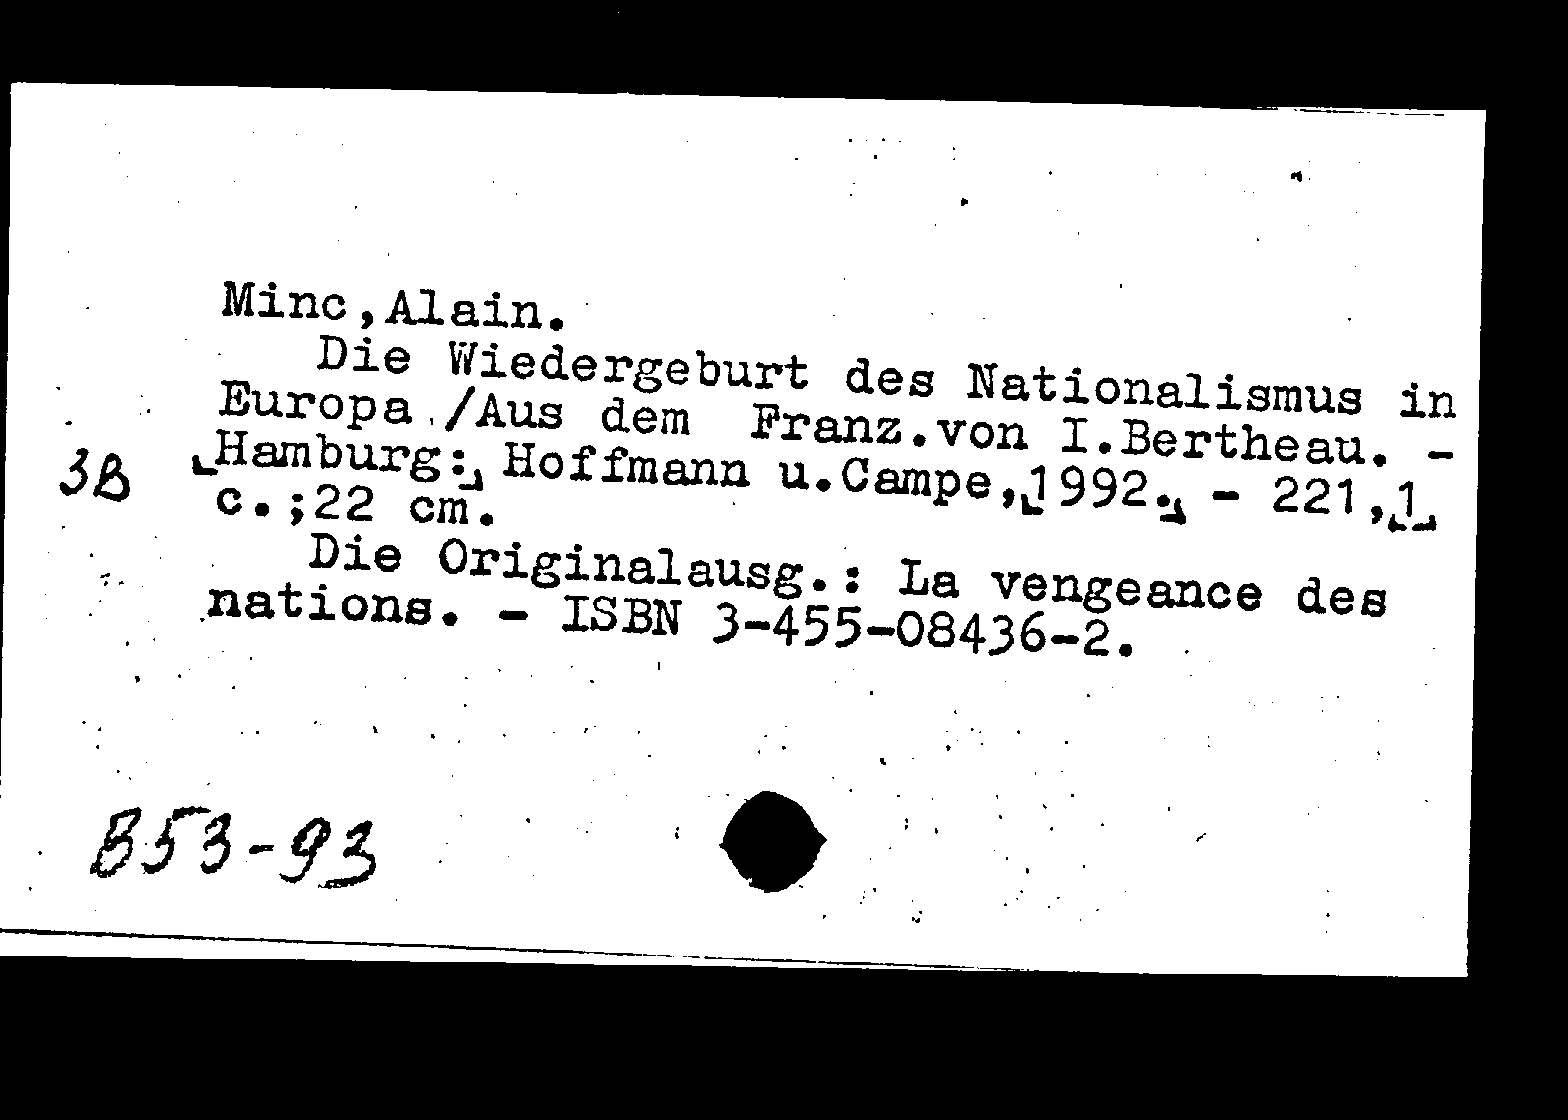 Minc,Alain.
Die Wiedergeburt des Nationalismus in
Europa /Aus dem Franz.von I.Bertheau. -
[Hamburg:] Hoffmann u.Campe,[1992.] - 221,[1]
c.;22 cm.
Die Originalausg.: La vengeance des
nations. - ISBN 3-455-08436-2.
3B
B53-93